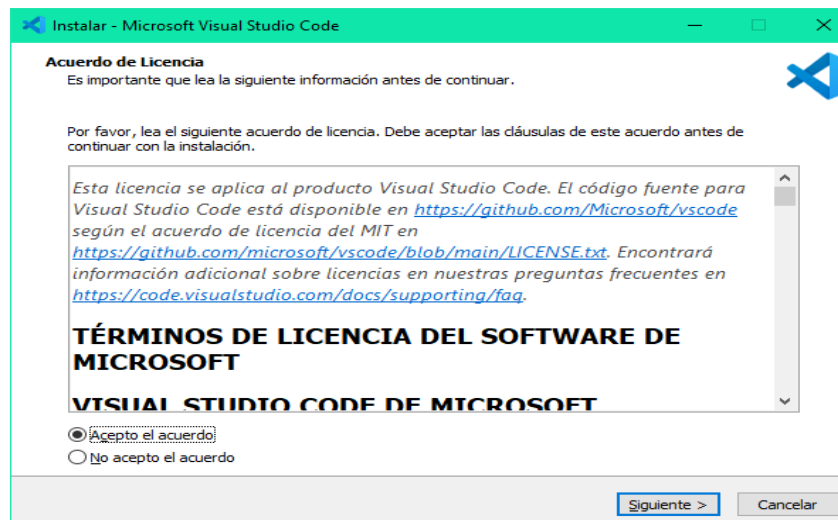 Instalar - Microsoft Visual Studio Code
Acuerdo de Licencia
Es importante que lea la siguiente información antes de continuar.
Por favor, lea el siguiente acuerdo de licencia. Debe aceptar las cláusulas de este acuerdo antes de
continuar con la instalación.
Esta licencia se aplica al producto Visual Studio Code. El código fuente para
Visual Studio Code está disponible en https://github.com/Microsoft/vscode
según el acuerdo de licencia del MIT en
https://github.com/microsoft/vscode/blob/main/LICENSE.txt. Encontrará
información adicional sobre licencias en nuestras preguntas frecuentes en
https://code.visualstudio.com/docs/supporting/faq.
TÉRMINOS DE LICENCIA DEL SOFTWARE DE
MICROSOFT
VISUAL STUDIO CODE DE MICROSOFT
Acepto el acuerdo
No acepto el acuerdo
Siguiente > Cancelar